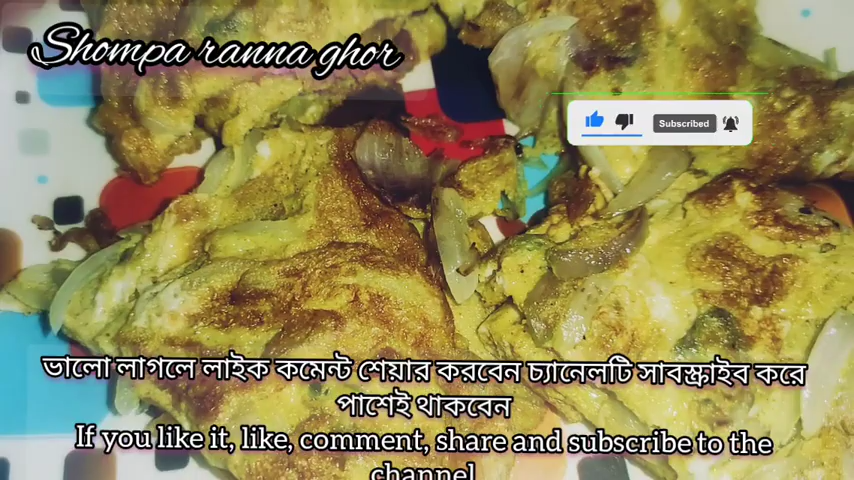 Shompa ranna ghor
Subscribed
ভালো লাগলে লাইক কমেন্ট শেয়ার করবেন চ্যানেলটি সাবস্ক্রাইব করে
পাশেই থাকবেন
If you like it, like, comment, share and subscribe to the
channel